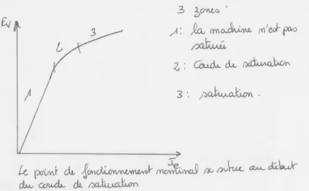 3 zones :
Ev
1 : la machine n'est pas
saturée
2 : Coude de saturation
3 : saturation.
1
2
3
Ie
Le point de fonctionnement nominal se situe au début
du coude de saturation